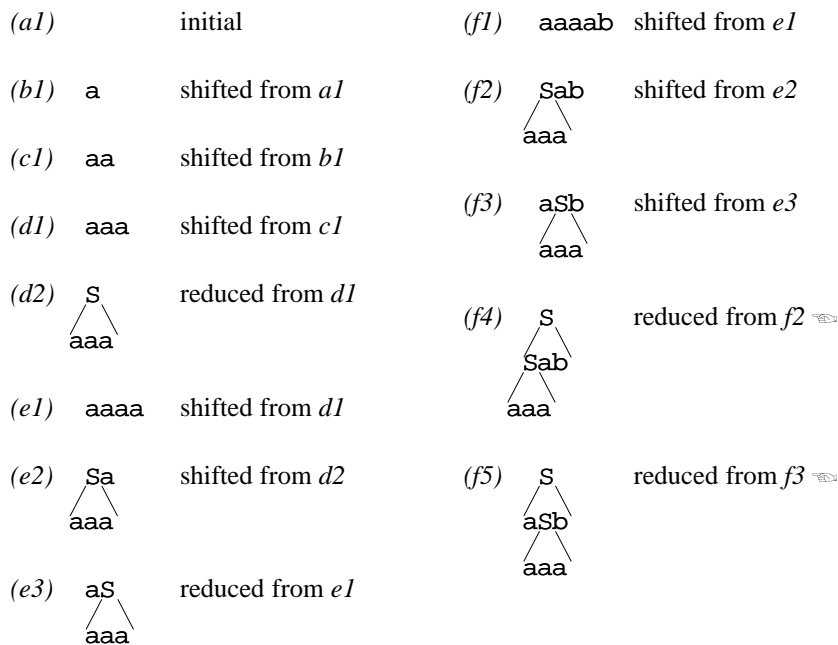 (a1) initial
(b1) a shifted from a1
(c1) aa shifted from b1
(d1) aaa shifted from c1
(d2) S reduced from d1
aaa
(e1) aaaa shifted from d1
(e2) Sa shifted from d2
aaa
(e3) aS reduced from e1
aaa
(f1) aaaab shifted from e1
(f2) Sab shifted from e2
aaa
(f3) aSb shifted from e3
aaa
(f4) S reduced from f2 ☜
Sab
aaa
(f5) S reduced from f3 ☜
aSb
aaa